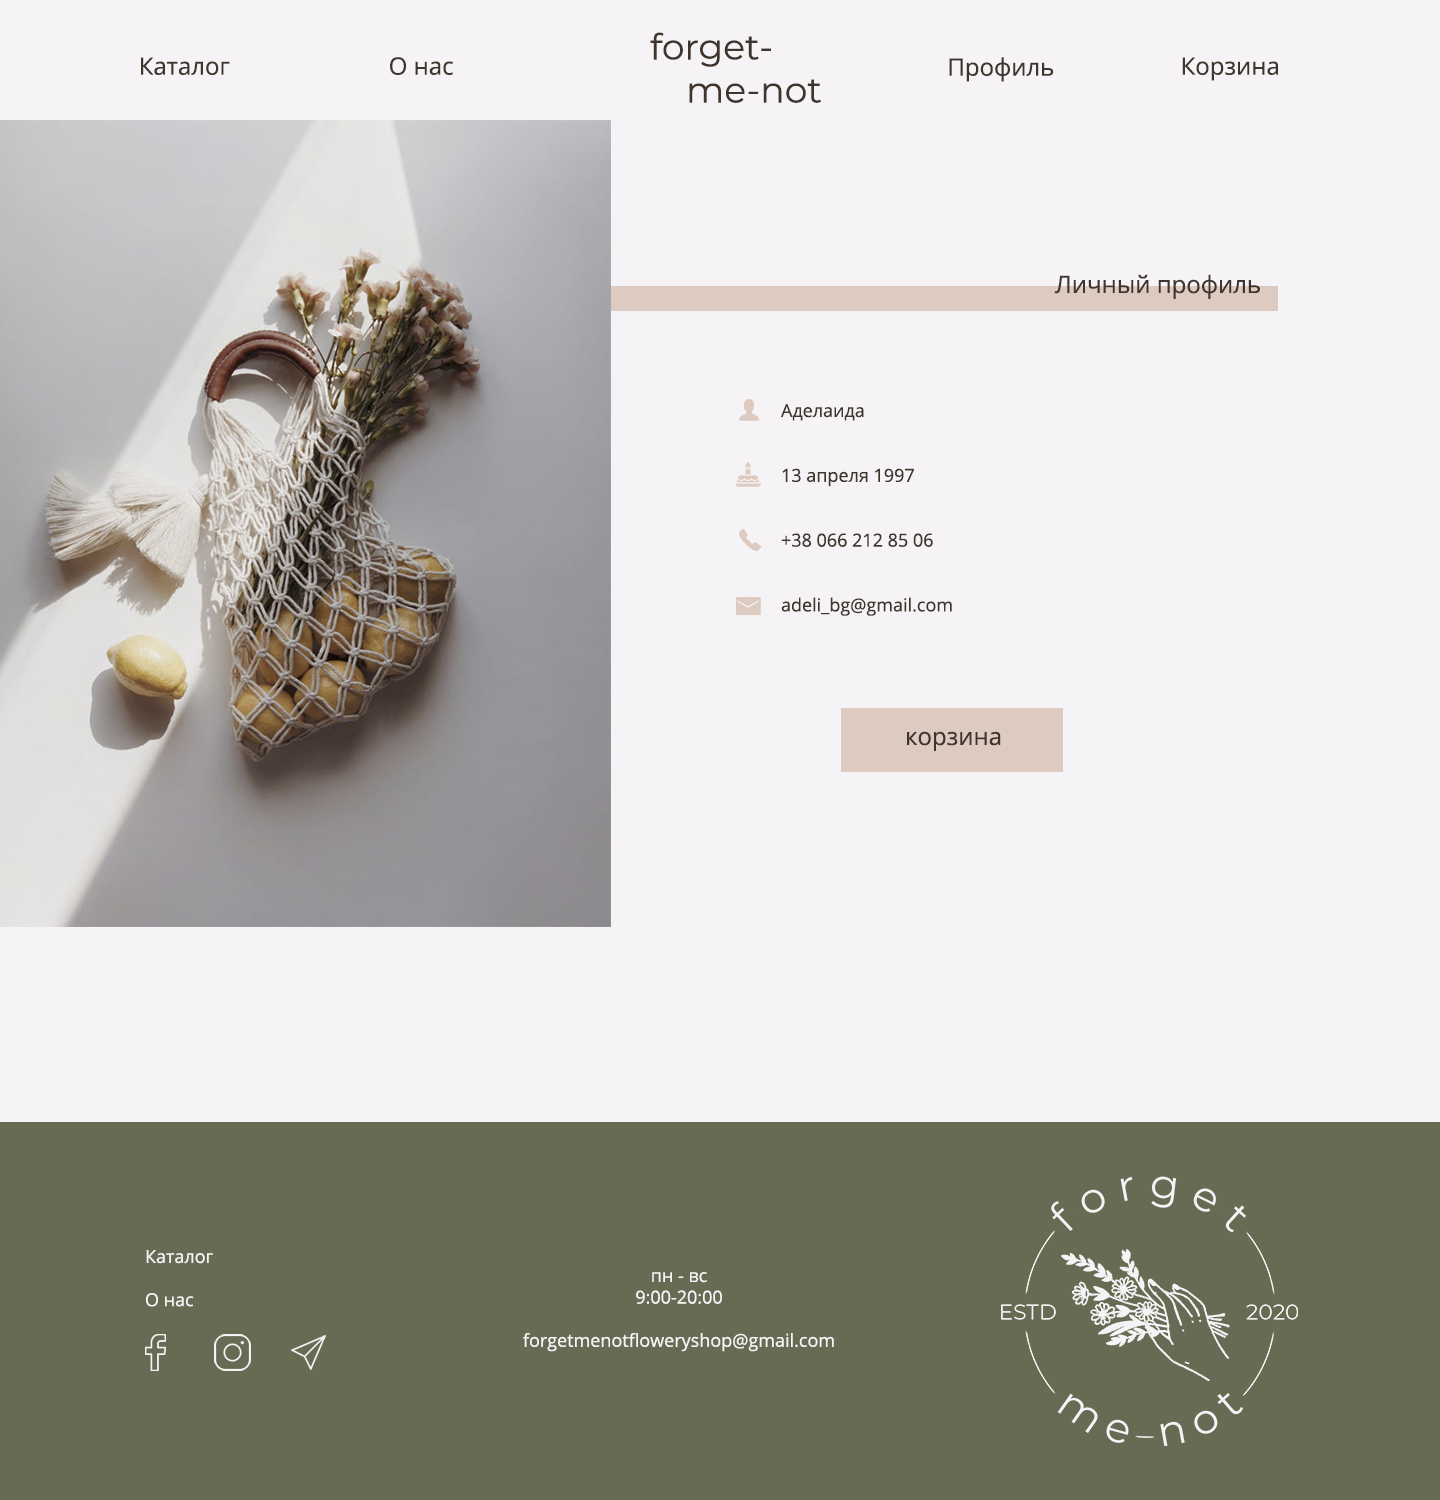 Каталог
О нас
forget-
me-not
Профиль
Корзина
Личный профиль
Аделаида
13 апреля 1997
+38 066 212 85 06
adeli_bg@gmail.com
корзина
Каталог
О нас
пн - вс
9:00-20:00
forgetmenotfloweryshop@gmail.com
forget
ESTD
2020
me-not